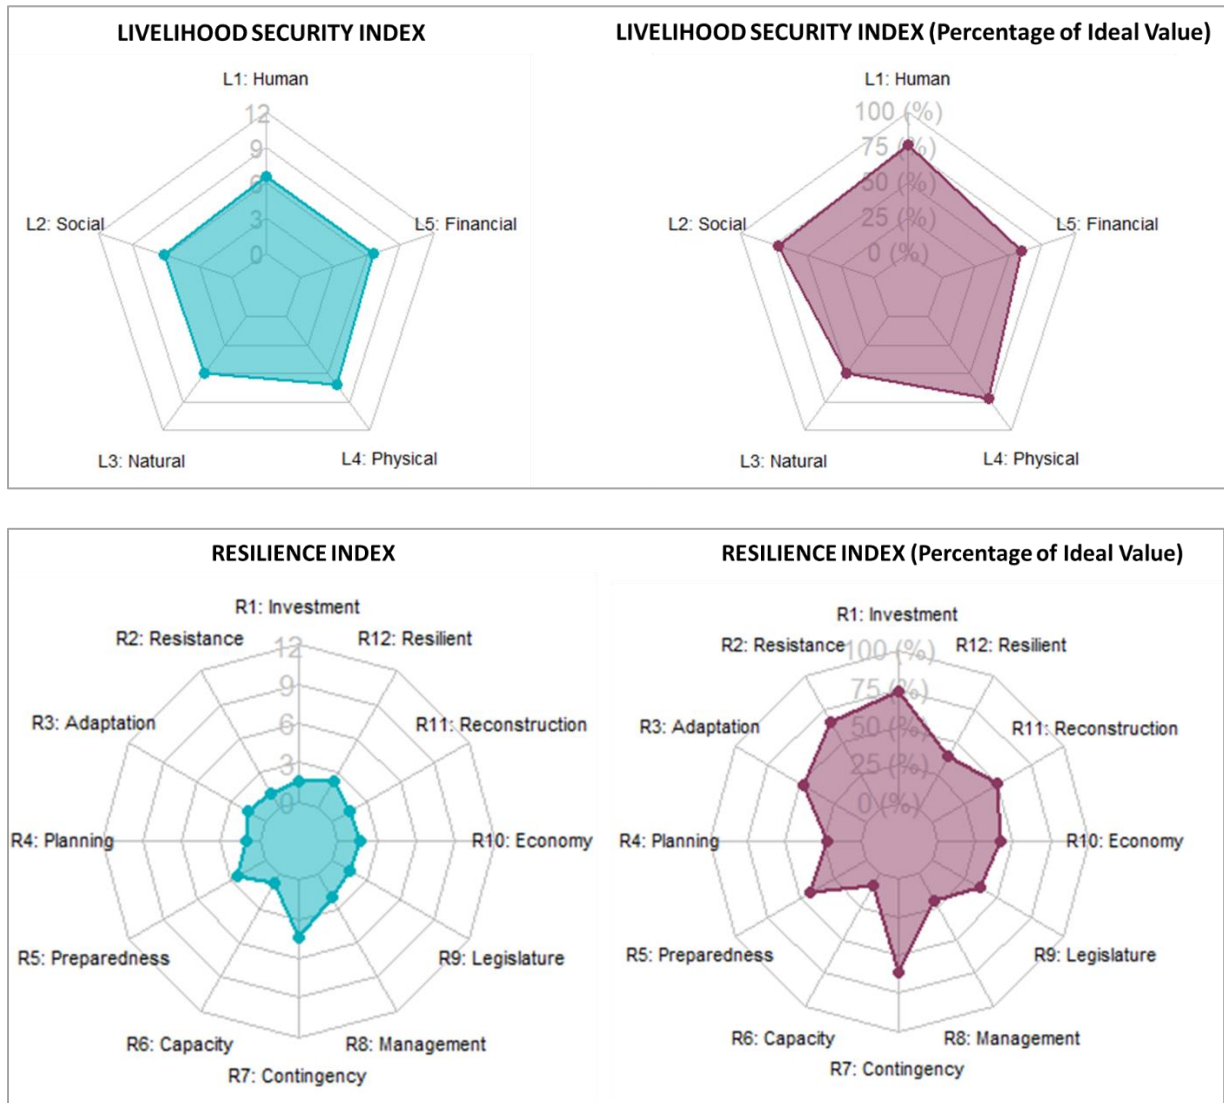 LIVELIHOOD SECURITY INDEX
L1: Human
12
9
6
3
0
L2: Social
L5: Financial
L3: Natural
L4: Physical
LIVELIHOOD SECURITY INDEX (Percentage of Ideal Value)
L1: Human
100 (%)
75 (%)
50 (%)
25 (%)
0 (%)
L2: Social
L5: Financial
L3: Natural
L4: Physical
RESILIENCE INDEX
R1: Investment
R2: Resistance
R12: Resilient
12
9
6
3
0
R3: Adaptation
R11: Reconstruction
R4: Planning
R10: Economy
R5: Preparedness
R9: Legislature
R6: Capacity
R8: Management
R7: Contingency
RESILIENCE INDEX (Percentage of Ideal Value)
R1: Investment
R2: Resistance
R12: Resilient
100 (%)
75 (%)
50 (%)
25 (%)
0 (%)
R3: Adaptation
R11: Reconstruction
R4: Planning
R10: Economy
R5: Preparedness
R9: Legislature
R6: Capacity
R8: Management
R7: Contingency